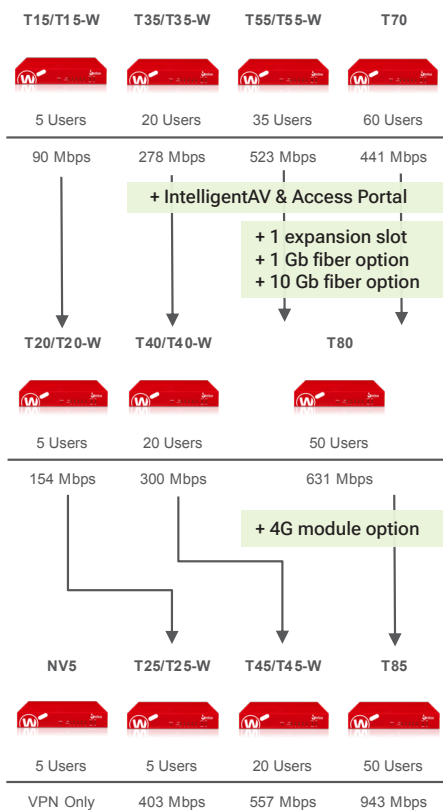 T15/T15-W T35/T35-W T55/T55-W T70
5 Users 20 Users 35 Users 60 Users
90 Mbps 278 Mbps 523 Mbps 441 Mbps
+ IntelligentAV & Access Portal
+ 1 expansion slot
+ 1 Gb fiber option
+ 10 Gb fiber option
T20/T20-W T40/T40-W T80
5 Users 20 Users 50 Users
154 Mbps 300 Mbps 631 Mbps
+ 4G module option
NV5 T25/T25-W T45/T45-W T85
5 Users 5 Users 20 Users 50 Users
VPN Only 403 Mbps 557 Mbps 943 Mbps